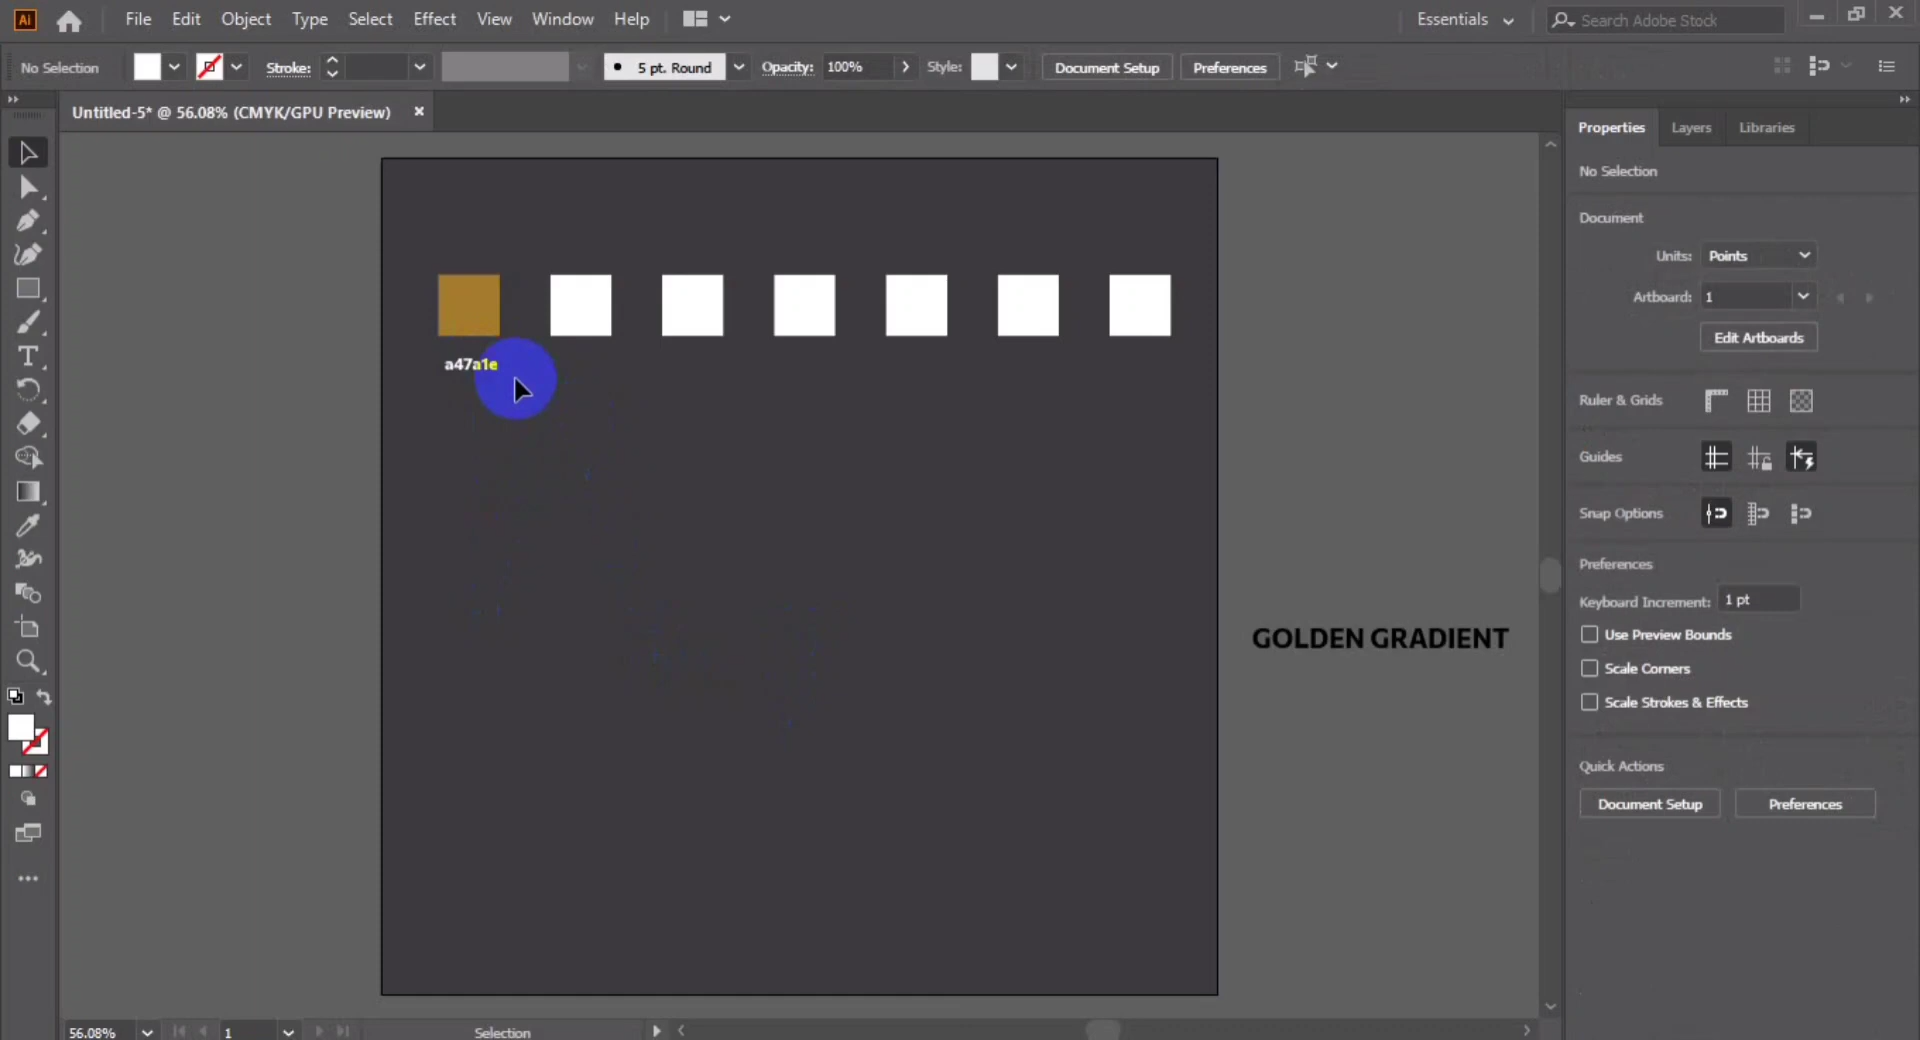 Ai File Edit Object Type Select Effect View Window Help Essentials Search Adobe Stock
No Selection Stroke: 5 pt. Round Opacity: 100% Style: Document Setup Preferences
Untitled-5* @ 56.08% (CMYK/GPU Preview)
Properties Layers Libraries
No Selection
Document
Units: Points
Artboard: 1
Edit Artboards
a47a1e
Ruler & Grids
Guides
Snap Options
Preferences
Keyboard Increment: 1 pt
GOLDEN GRADIENT
Use Preview Bounds
Scale Corners
Scale Strokes & Effects
Quick Actions
Document Setup Preferences
56.08% 1 Selection